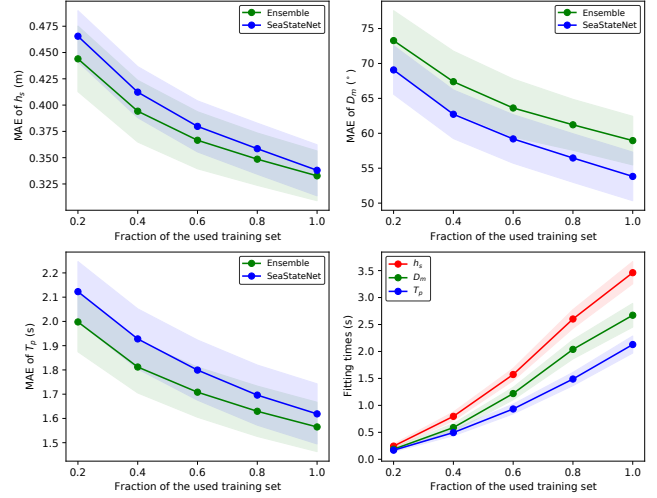 Ensemble
SeaStateNet
MAE of h_s (m)
0.475
0.450
0.425
0.400
0.375
0.350
0.325
0.2 0.4 0.6 0.8 1.0
Fraction of the used training set
Ensemble
SeaStateNet
MAE of D_m (°)
75
70
65
60
55
50
0.2 0.4 0.6 0.8 1.0
Fraction of the used training set
Ensemble
SeaStateNet
MAE of T_p (s)
2.2
2.1
2.0
1.9
1.8
1.7
1.6
1.5
0.2 0.4 0.6 0.8 1.0
Fraction of the used training set
h_s
D_m
T_p
Fitting times (s)
3.5
3.0
2.5
2.0
1.5
1.0
0.5
0.0
0.2 0.4 0.6 0.8 1.0
Fraction of the used training set